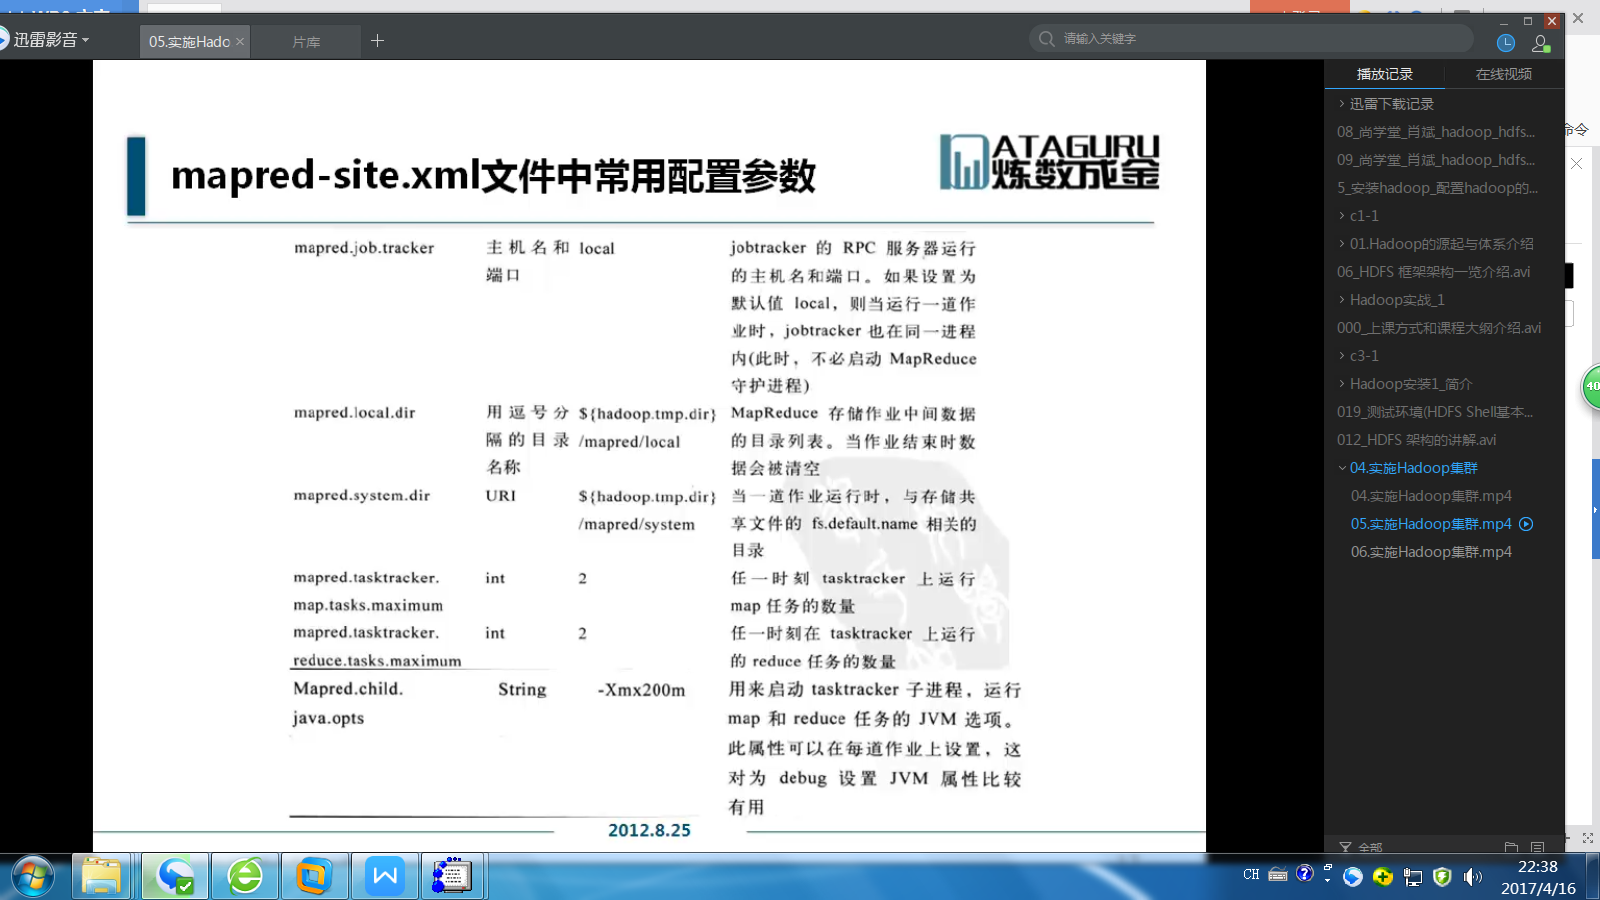 迅雷影音
05.实施Hado
片库
请输入关键字
播放记录
在线视频
迅雷下载记录
08_尚学堂_肖斌_hadoop_hdfs...
09_尚学堂_肖斌_hadoop_hdfs...
5_安装hadoop_配置hadoop的...
c1-1
01.Hadoop的源起与体系介绍
06_HDFS 框架架构一览介绍.avi
Hadoop实战_1
000_上课方式和课程大纲介绍.avi
c3-1
Hadoop安装1_简介
019_测试环境(HDFS Shell基本...
012_HDFS 架构的讲解.avi
04.实施Hadoop集群
04.实施Hadoop集群.mp4
05.实施Hadoop集群.mp4
06.实施Hadoop集群.mp4
全部
命令
40
mapred-site.xml文件中常用配置参数
DATAGURU
炼数成金
mapred.job.tracker 主机名和 local jobtracker 的 RPC 服务器运行
端口 的主机名和端口。如果设置为
默认值 local，则当运行一道作
业时，jobtracker 也在同一进程
内(此时，不必启动 MapReduce
守护进程)
mapred.local.dir 用逗号分 ${hadoop.tmp.dir} MapReduce 存储作业中间数据
隔的目录 /mapred/local 的目录列表。当作业结束时数
名称 据会被清空
mapred.system.dir URI ${hadoop.tmp.dir} 当一道作业运行时，与存储共
/mapred/system 享文件的 fs.default.name 相关的
目录
mapred.tasktracker. int 2 任一时刻 tasktracker 上运行
map.tasks.maximum map 任务的数量
mapred.tasktracker. int 2 任一时刻在 tasktracker 上运行
reduce.tasks.maximum 的 reduce 任务的数量
Mapred.child. String -Xmx200m 用来启动 tasktracker 子进程，运行
java.opts map 和 reduce 任务的 JVM 选项。
此属性可以在每道作业上设置，这
对为 debug 设置 JVM 属性比较
有用
2012.8.25
CH
22:38
2017/4/16